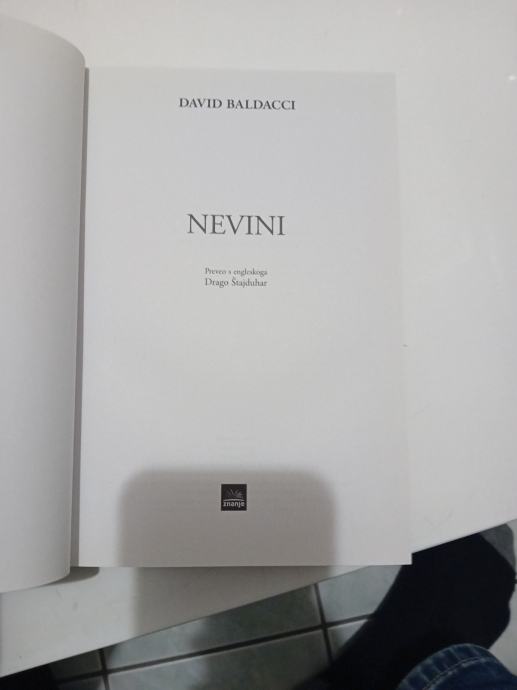 DAVID BALDACCI
NEVINI
Preveo s engleskoga
Drago Štajduhar
znanje